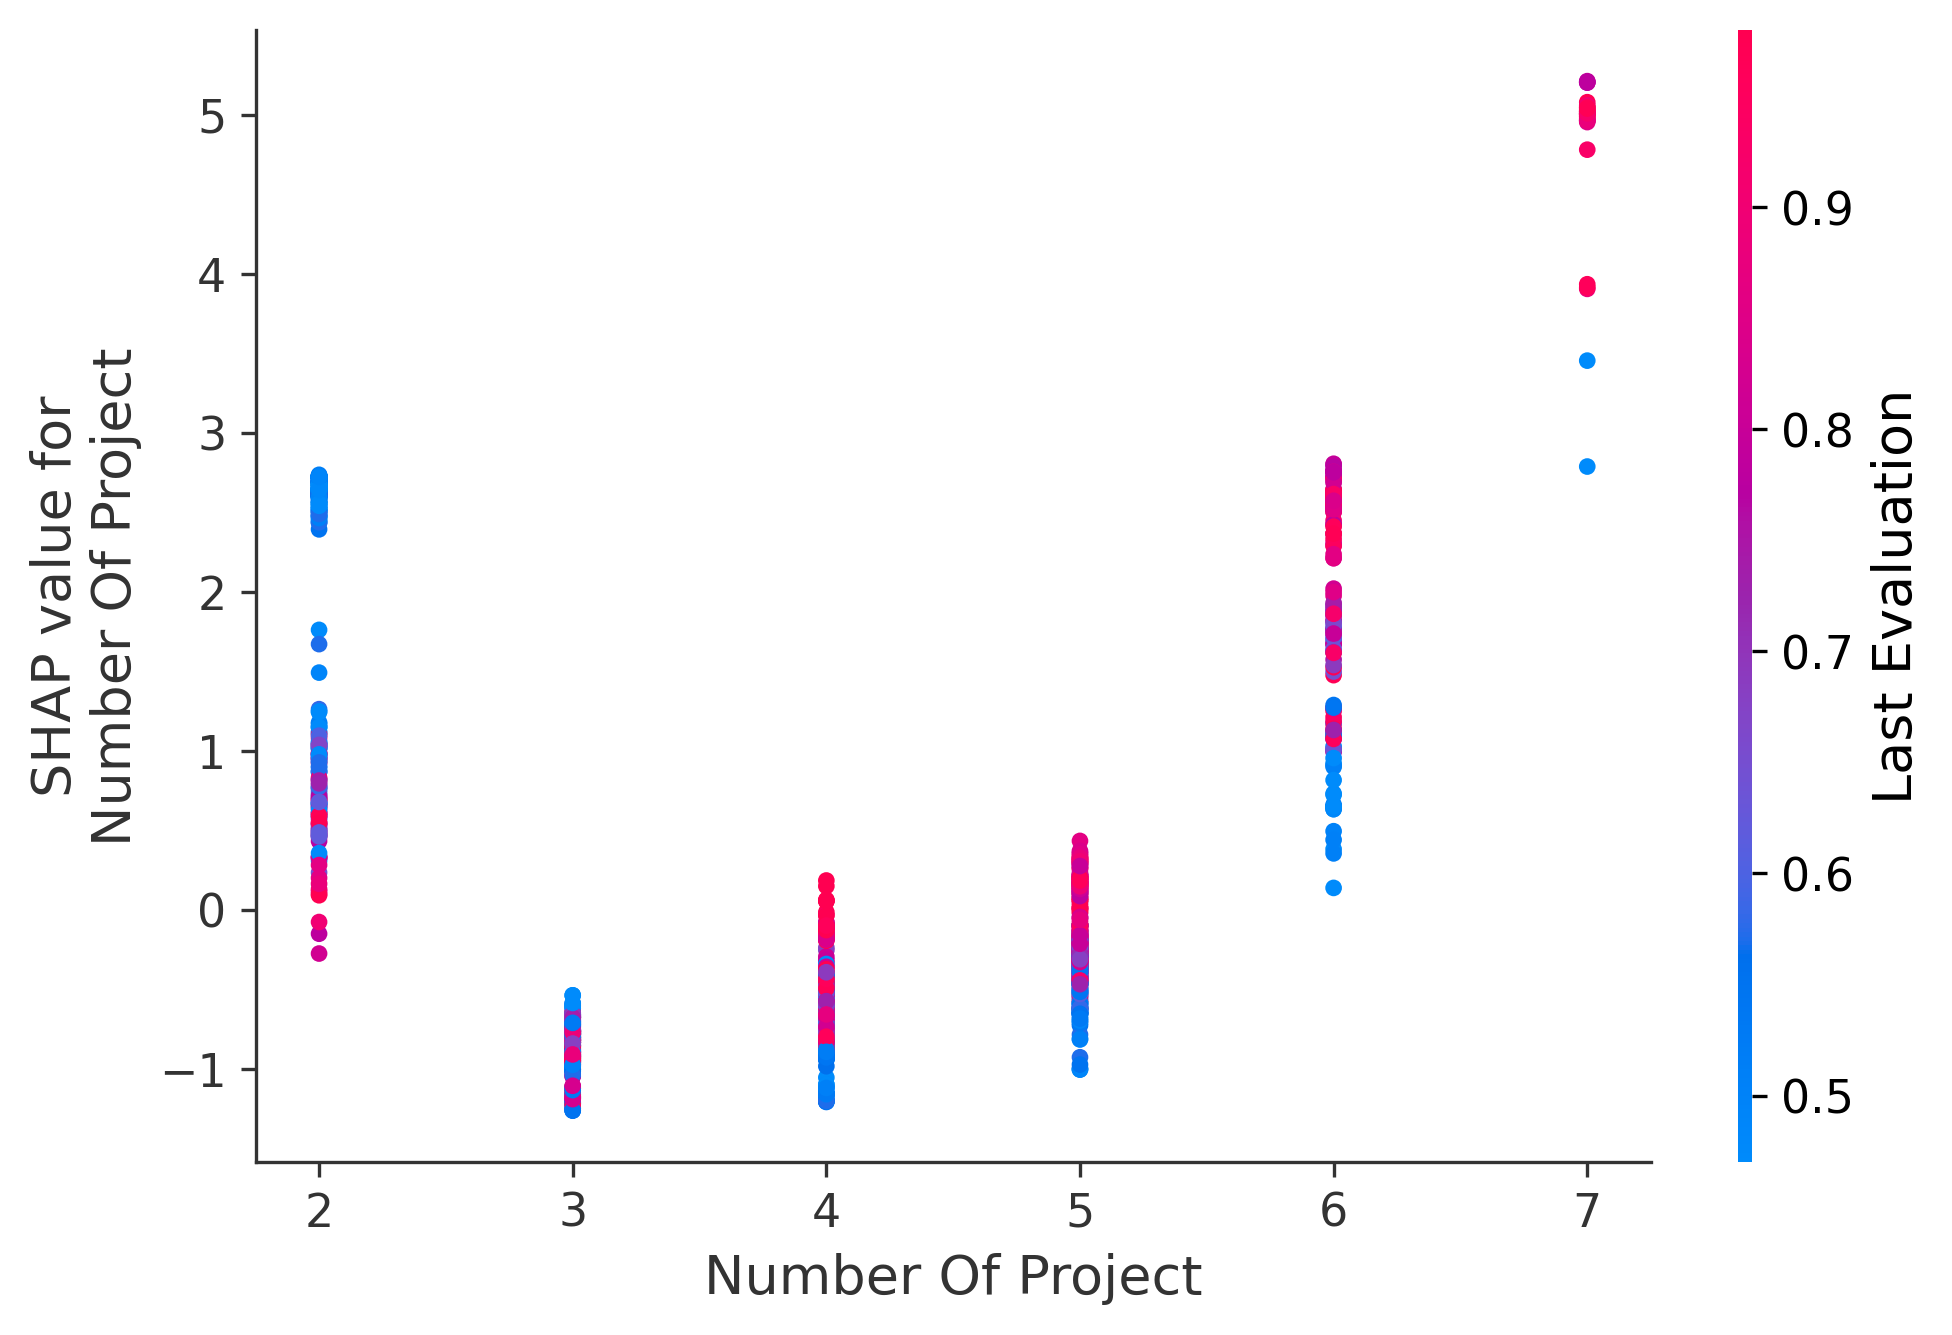 SHAP value for
Number Of Project
5
4
3
2
1
0
−1
2 3 4 5 6 7
Number Of Project
0.9
0.8
0.7
0.6
0.5
Last Evaluation